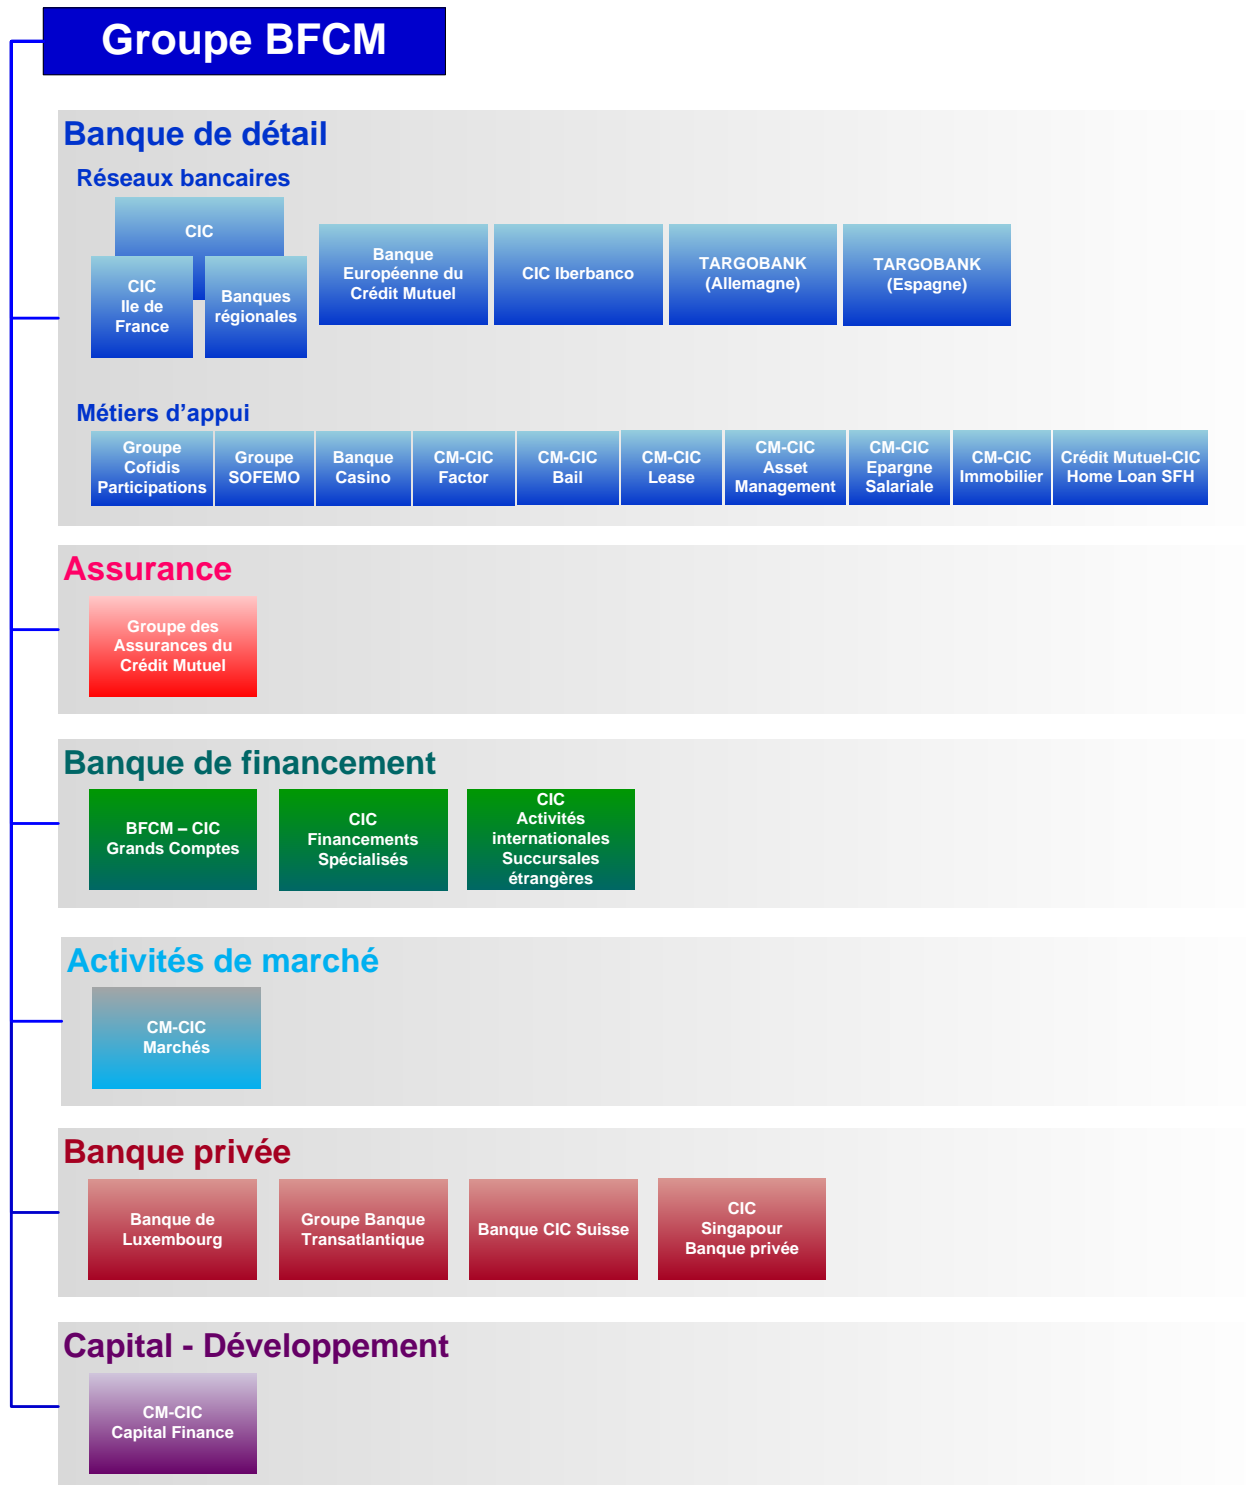 Groupe BFCM
Banque de détail
Réseaux bancaires
CIC
CIC
Ile de
France
Banques
régionales
Banque
Européenne du
Crédit Mutuel
CIC Iberbanco
TARGOBANK
(Allemagne)
TARGOBANK
(Espagne)
Métiers d’appui
Groupe
Cofidis
Participations
Groupe
SOFEMO
Banque
Casino
CM-CIC
Factor
CM-CIC
Bail
CM-CIC
Lease
CM-CIC
Asset
Management
CM-CIC
Epargne
Salariale
CM-CIC
Immobilier
Crédit Mutuel-CIC
Home Loan SFH
Assurance
Groupe des
Assurances du
Crédit Mutuel
Banque de financement
BFCM – CIC
Grands Comptes
CIC
Financements
Spécialisés
CIC
Activités
internationales
Succursales
étrangères
Activités de marché
CM-CIC
Marchés
Banque privée
Banque de
Luxembourg
Groupe Banque
Transatlantique
Banque CIC Suisse
CIC
Singapour
Banque privée
Capital - Développement
CM-CIC
Capital Finance